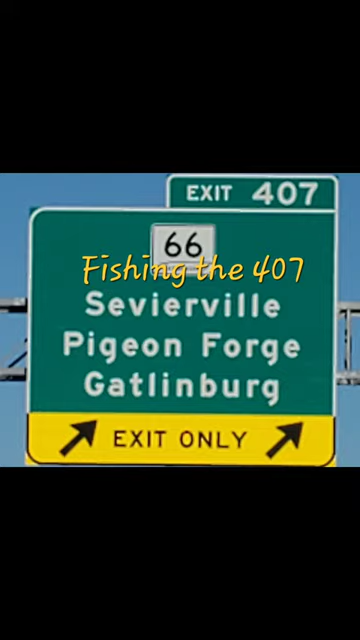 EXIT 407
66
Fishing the 407
Sevierville
Pigeon Forge
Gatlinburg
EXIT ONLY